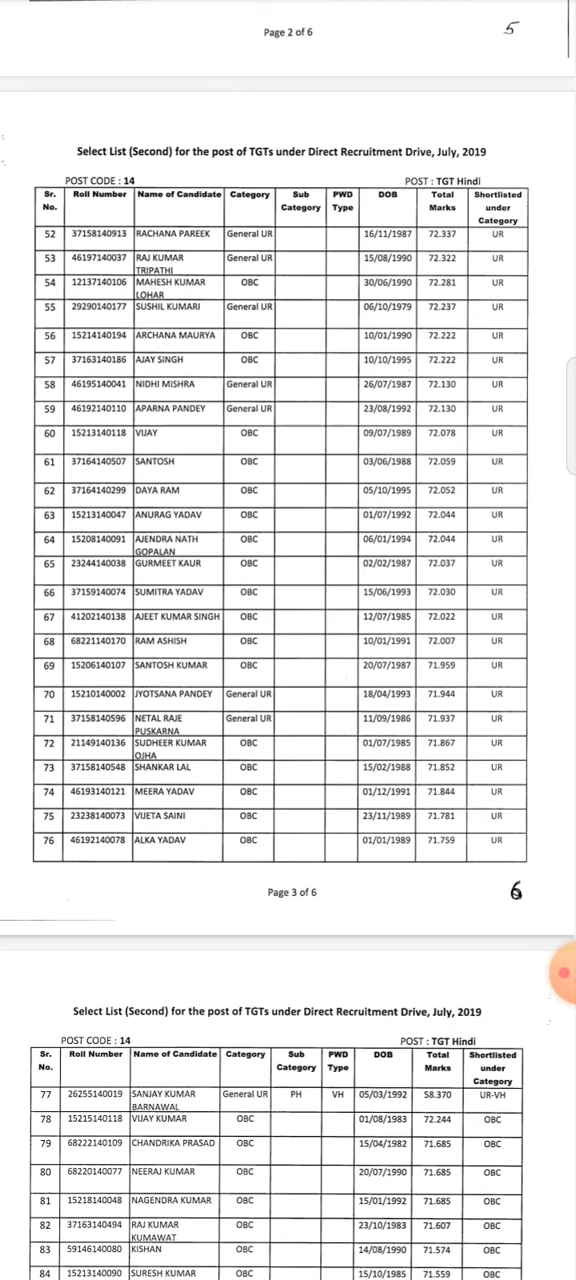 Page 2 of 6
5
Select List (Second) for the post of TGTs under Direct Recruitment Drive, July, 2019
POST CODE : 14 POST : TGT Hindi
Sr. No. Roll Number Name of Candidate Category Sub Category PWD Type DOB Total Marks Shortlisted under Category
52 37158140913 RACHANA PAREEK General UR 16/11/1987 72.337 UR
53 46197140037 RAJ KUMAR TRIPATHI General UR 15/08/1990 72.322 UR
54 12137140106 MAHESH KUMAR LOHAR OBC 30/06/1990 72.281 UR
55 29290140177 SUSHIL KUMARI General UR 06/10/1979 72.237 UR
56 15214140194 ARCHANA MAURYA OBC 10/01/1990 72.222 UR
57 37163140186 AJAY SINGH OBC 10/10/1995 72.222 UR
58 46195140041 NIDHI MISHRA General UR 26/07/1987 72.130 UR
59 46192140110 APARNA PANDEY General UR 23/08/1992 72.130 UR
60 15213140118 VIJAY OBC 09/07/1989 72.078 UR
61 37164140507 SANTOSH OBC 03/06/1988 72.059 UR
62 37164140299 DAYA RAM OBC 05/10/1995 72.052 UR
63 15213140047 ANURAG YADAV OBC 01/07/1992 72.044 UR
64 15208140091 AJENDRA NATH GOPALAN OBC 06/01/1994 72.044 UR
65 23244140038 GURMEET KAUR OBC 02/02/1987 72.037 UR
66 37159140074 SUMITRA YADAV OBC 15/06/1993 72.030 UR
67 41202140138 AJEET KUMAR SINGH OBC 12/07/1985 72.022 UR
68 68221140170 RAM ASHISH OBC 10/01/1991 72.007 UR
69 15206140107 SANTOSH KUMAR OBC 20/07/1987 71.959 UR
70 15210140002 JYOTSANA PANDEY General UR 18/04/1993 71.944 UR
71 37158140596 NETAL RAJE PUSKARNA General UR 11/09/1986 71.937 UR
72 21149140136 SUDHEER KUMAR OJHA OBC 01/07/1985 71.867 UR
73 37158140548 SHANKAR LAL OBC 15/02/1988 71.852 UR
74 46193140121 MEERA YADAV OBC 01/12/1991 71.844 UR
75 23238140073 VIJETA SAINI OBC 23/11/1989 71.781 UR
76 46192140078 ALKA YADAV OBC 01/01/1989 71.759 UR
Page 3 of 6
6
Select List (Second) for the post of TGTs under Direct Recruitment Drive, July, 2019
POST CODE : 14 POST : TGT Hindi
Sr. No. Roll Number Name of Candidate Category Sub Category PWD Type DOB Total Marks Shortlisted under Category
77 26255140019 SANJAY KUMAR BARNAWAL General UR PH VH 05/03/1992 58.370 UR-VH
78 15215140118 VIJAY KUMAR OBC 01/08/1983 72.244 OBC
79 68222140109 CHANDRIKA PRASAD OBC 15/04/1982 71.685 OBC
80 68220140077 NEERAJ KUMAR OBC 20/07/1990 71.685 OBC
81 15218140048 NAGENDRA KUMAR OBC 15/01/1992 71.685 OBC
82 37163140494 RAJ KUMAR KUMAWAT OBC 23/10/1983 71.607 OBC
83 59146140080 KISHAN OBC 14/08/1990 71.574 OBC
84 15213140090 SURESH KUMAR OBC 15/10/1985 71.559 OBC